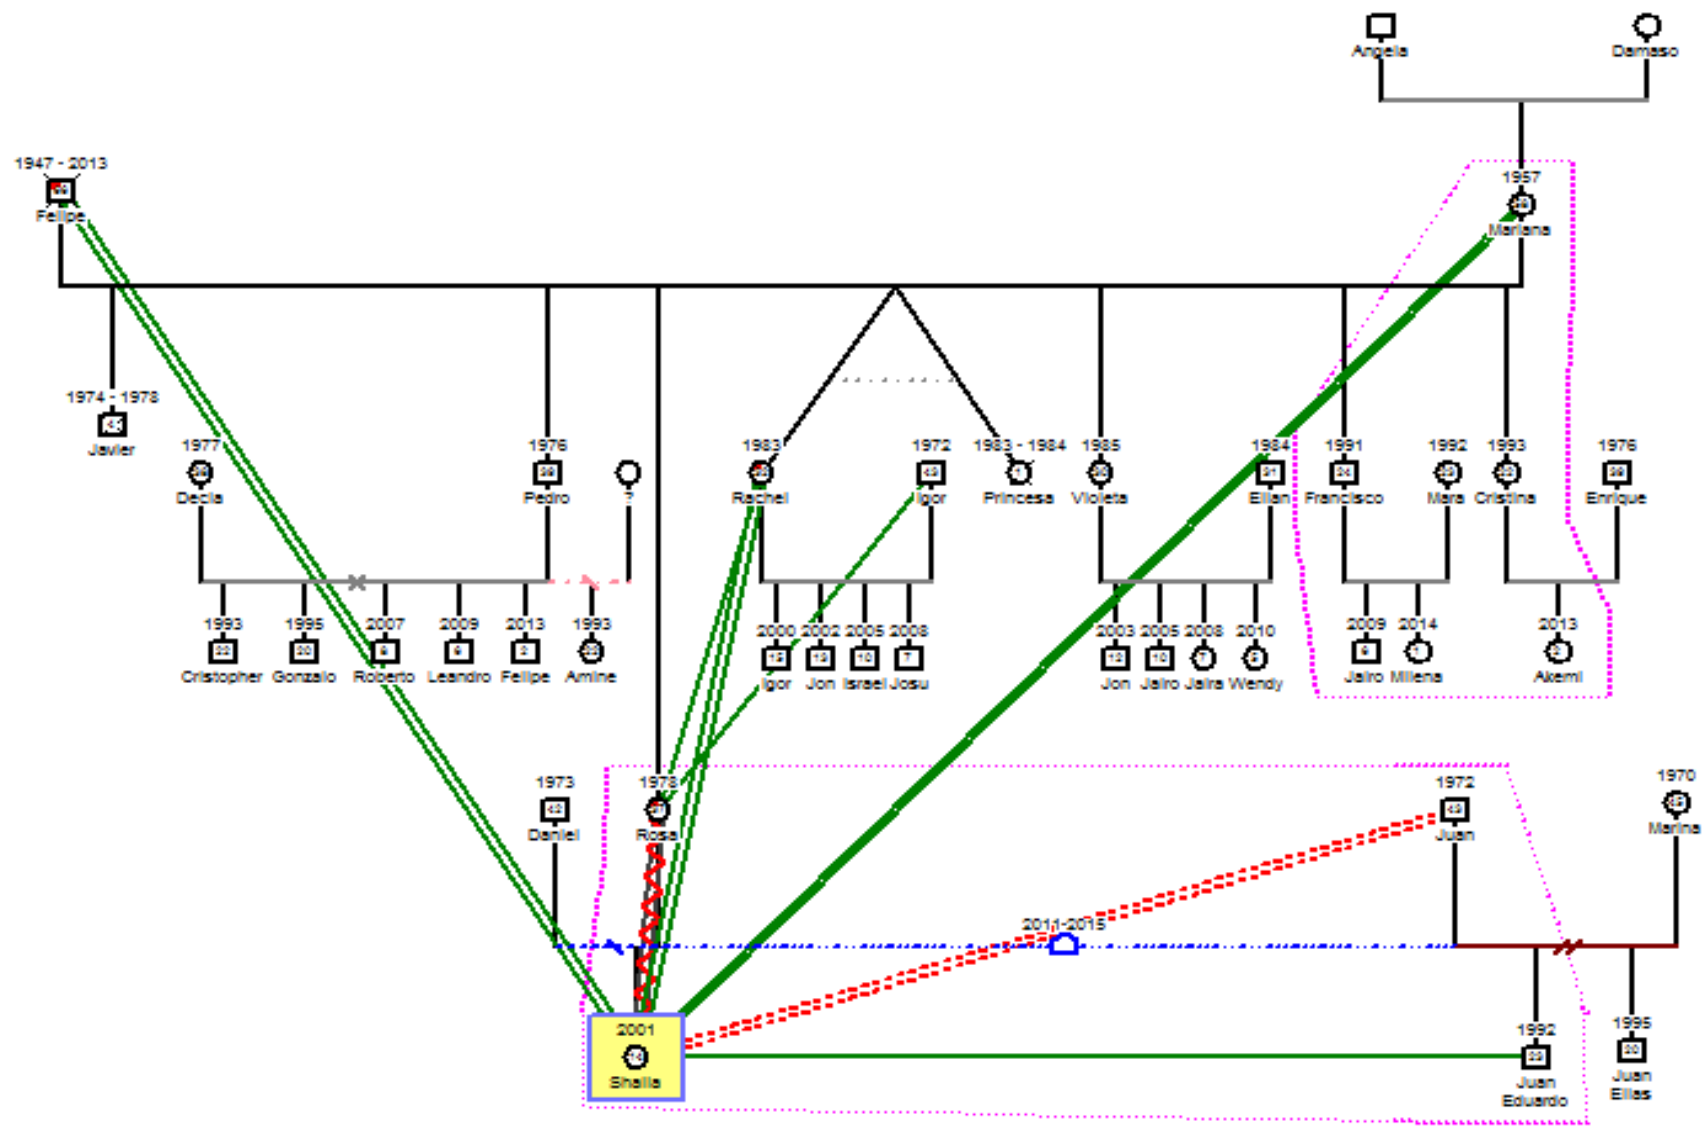 Angela
Damaso
1947 - 2013
Felipe
1957
Mariana
1974 - 1978
Javier
1977
Decia
1976
Pedro
?
1983
Rachel
1972
Igor
1983 - 1984
Princesa
1985
Violeta
1984
Elian
1991
Francisco
1992
Mara
1993
Cristina
1976
Enrique
1993
Cristopher
1995
Gonzalo
2007
Roberto
2009
Leandro
2013
Felipe
1993
Amine
2000
Igor
2002
Jon
2005
Israel
2008
Josu
2003
Jon
2005
Jairo
2008
Jaira
2010
Wendy
2009
Jairo
2014
Milena
2013
Akemi
1973
Daniel
1978
Rosa
1972
Juan
1970
Marina
2011-2015
2001
Shaila
1992
Juan
Eduardo
1995
Juan
Elias